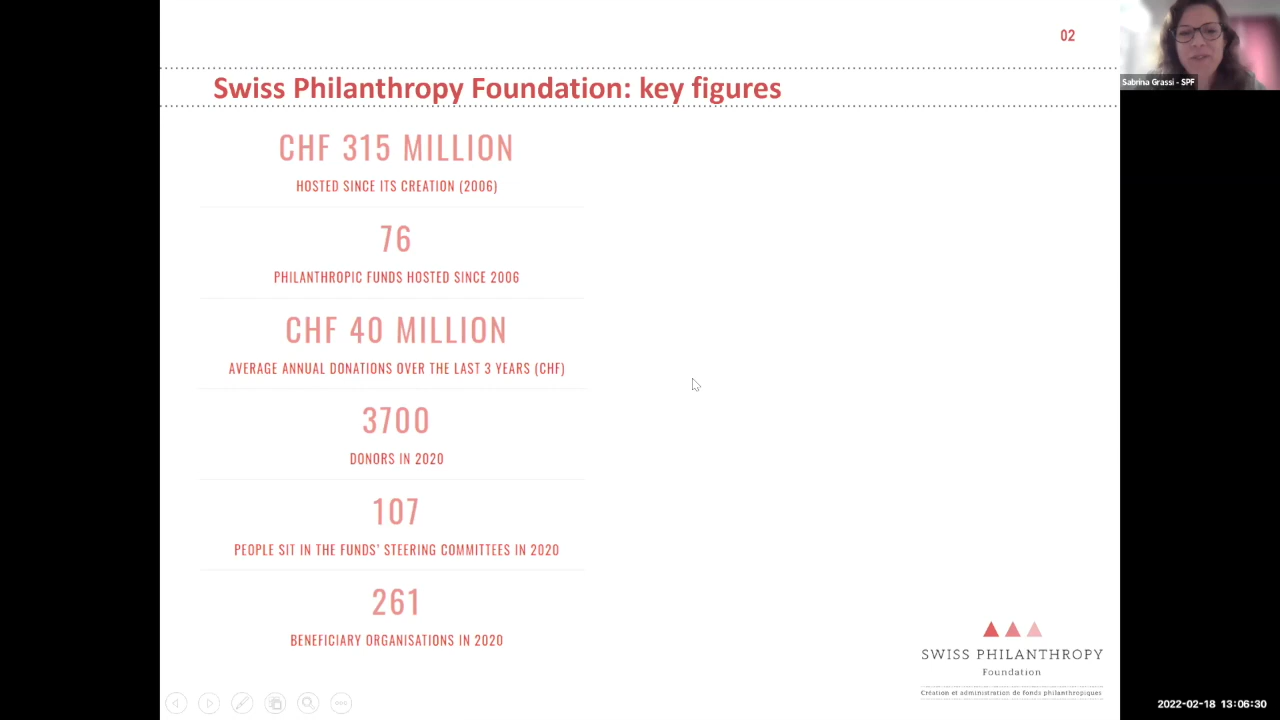 02
Sabrina Grassi - SPF
Swiss Philanthropy Foundation: key figures
CHF 315 MILLION
HOSTED SINCE ITS CREATION (2006)
76
PHILANTHROPIC FUNDS HOSTED SINCE 2006
CHF 40 MILLION
AVERAGE ANNUAL DONATIONS OVER THE LAST 3 YEARS (CHF)
3700
DONORS IN 2020
107
PEOPLE SIT IN THE FUNDS' STEERING COMMITTEES IN 2020
261
BENEFICIARY ORGANISATIONS IN 2020
SWISS PHILANTHROPY
Foundation
Création et administration de fonds philanthropiques
2022-02-18 13:06:30